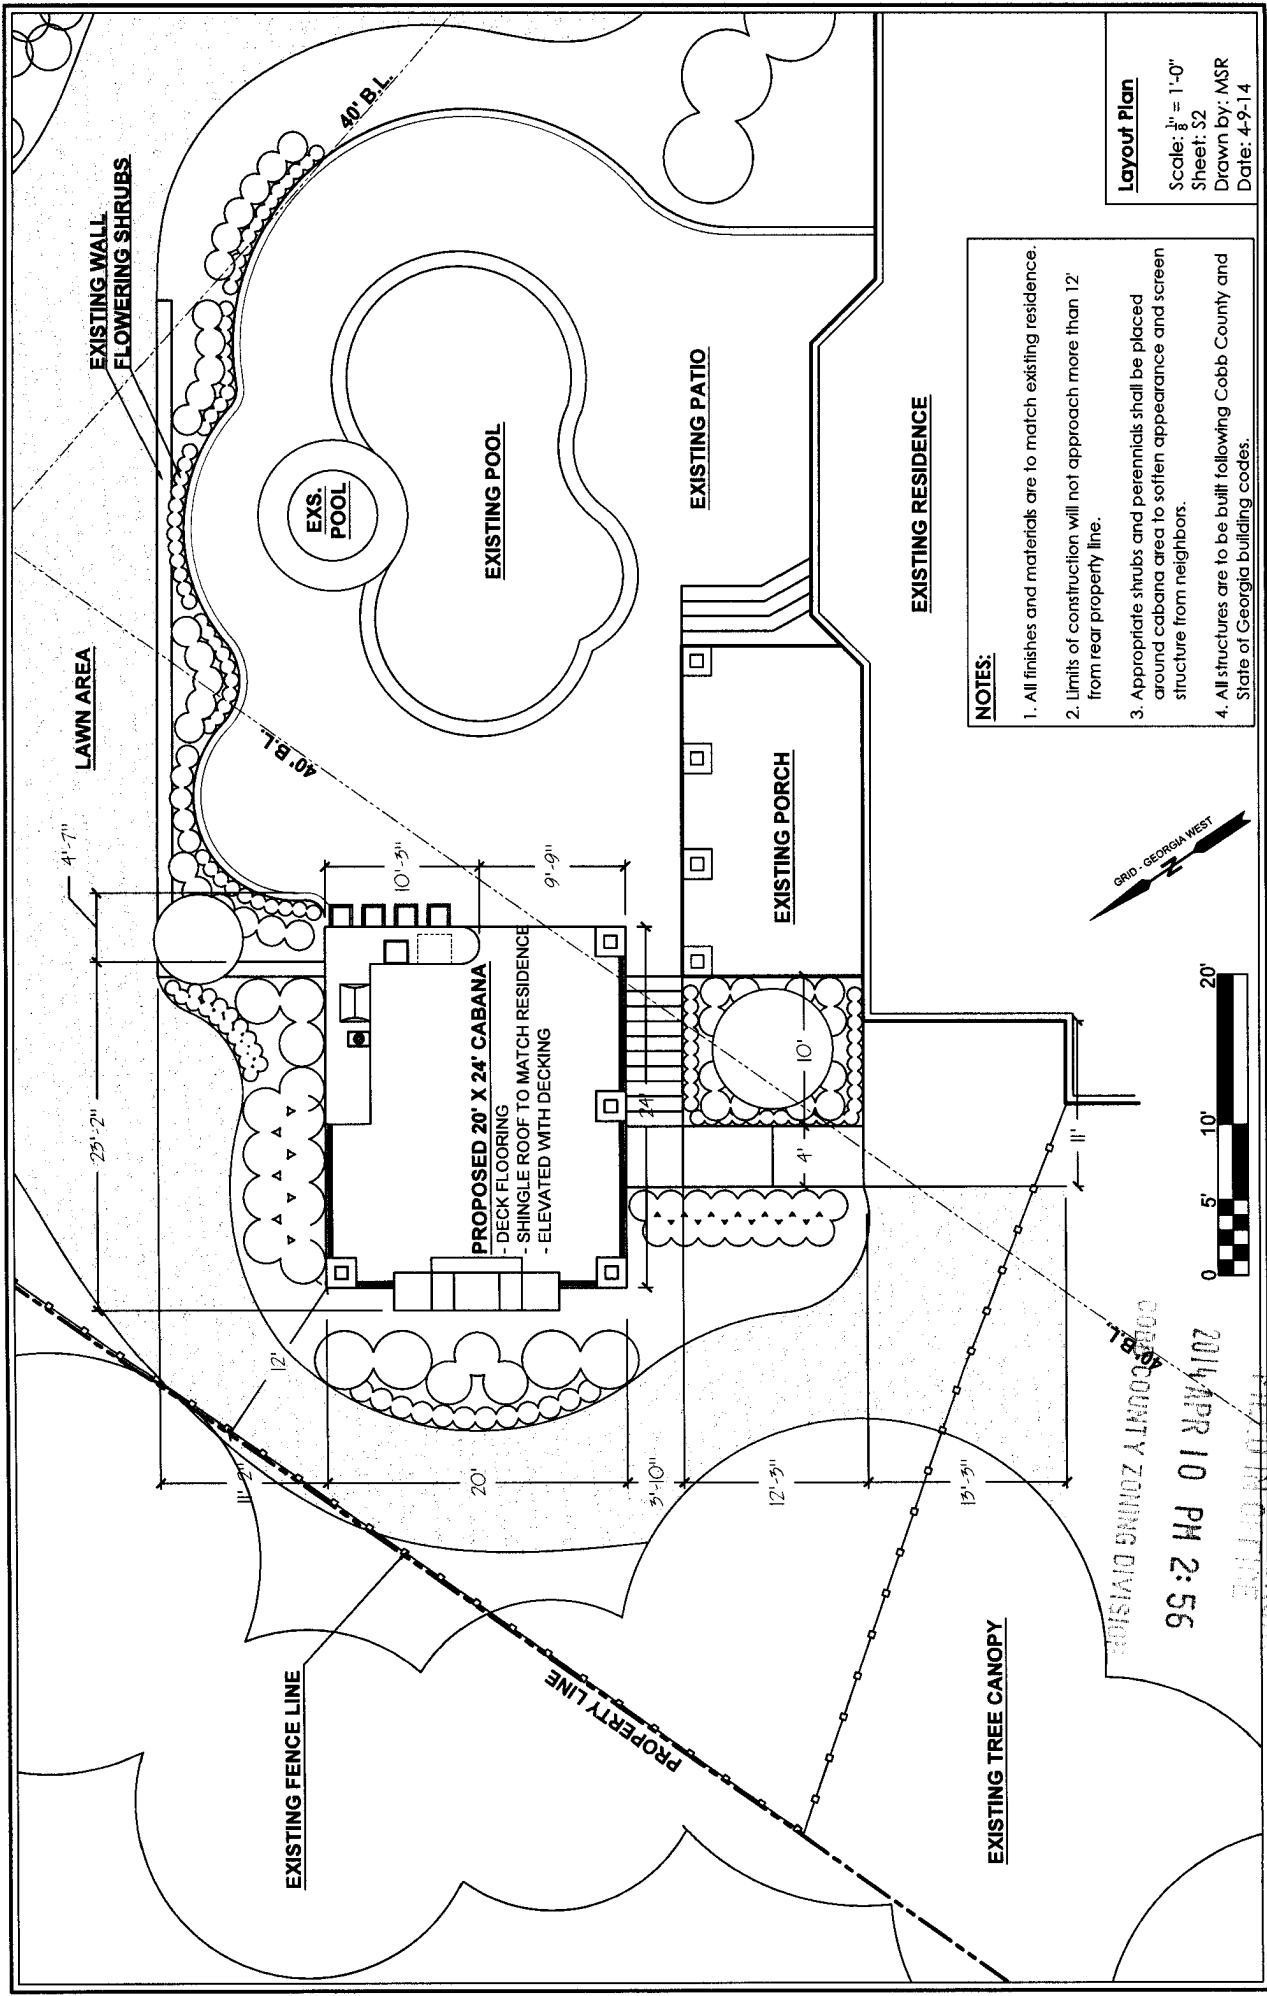 EXISTING WALL
FLOWERING SHRUBS
LAWN AREA
40' B.L.
40' B.L.
40' B.L.
EXS.
POOL
EXISTING POOL
EXISTING PATIO
EXISTING RESIDENCE
EXISTING PORCH
4'-7"
23'-2"
10'-3"
9'-9"
PROPOSED 20' X 24' CABANA
- DECK FLOORING
- SHINGLE ROOF TO MATCH RESIDENCE
- ELEVATED WITH DECKING
24'
10'
4'
11'
12'
11'-2"
20'
3'-10"
12'-3"
13'-3"
EXISTING FENCE LINE
PROPERTY LINE
EXISTING TREE CANOPY
GRID - GEORGIA WEST
N
0 5' 10' 20'
NOTES:
1. All finishes and materials are to match existing residence.
2. Limits of construction will not approach more than 12'
from rear property line.
3. Appropriate shrubs and perennials shall be placed
around cabana area to soften appearance and screen
structure from neighbors.
4. All structures are to be built following Cobb County and
State of Georgia building codes.
Layout Plan
Scale: 1/8" = 1'-0"
Sheet: S2
Drawn by: MSR
Date: 4-9-14
2014 APR 10 PM 2:56
COBB COUNTY ZONING DIVISION